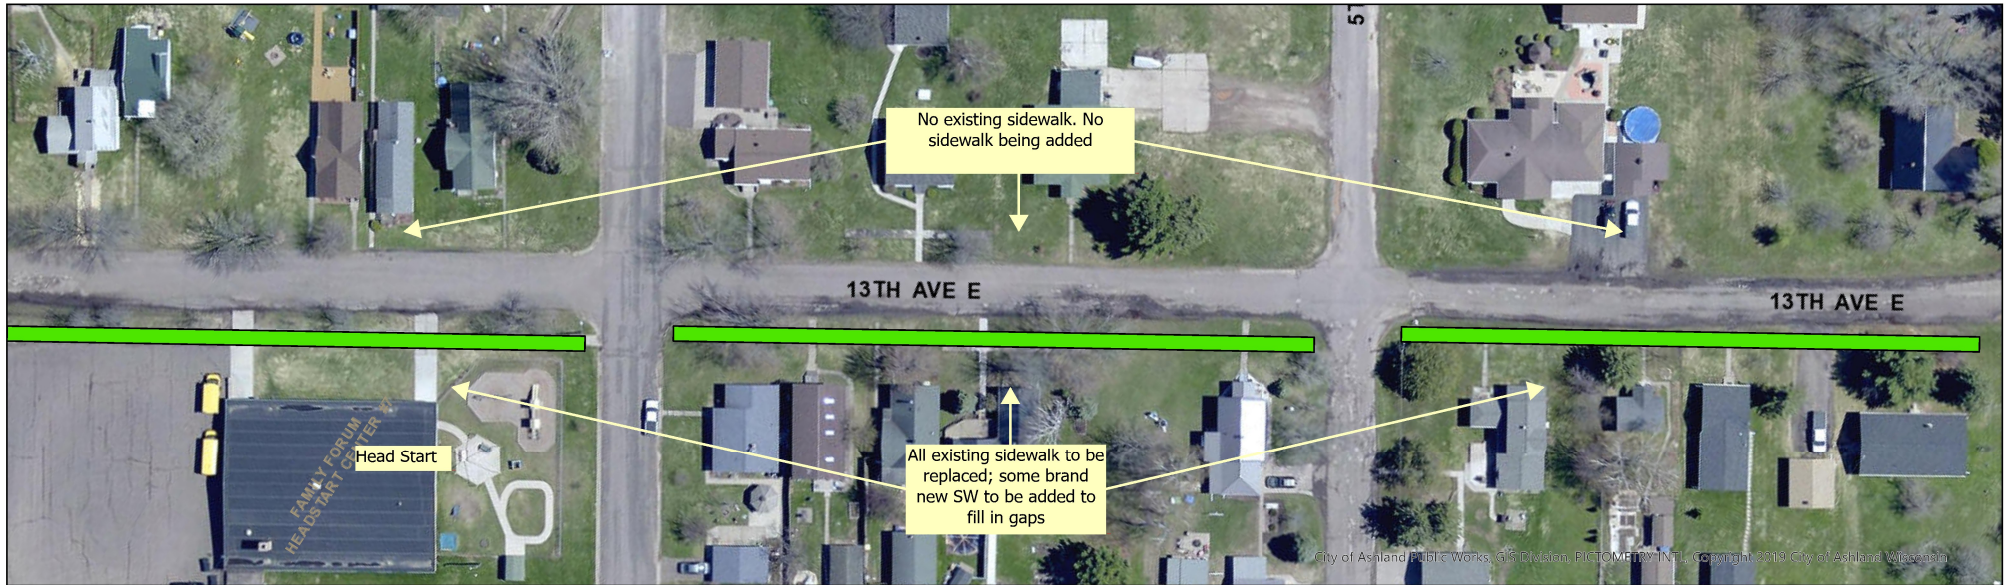 5T
No existing sidewalk. No
sidewalk being added
13TH AVE E
13TH AVE E
Head Start
FAMILY FORUM
HEADSTART CENTER
All existing sidewalk to be
replaced; some brand
new SW to be added to
fill in gaps
City of Ashland Public Works, GIS Division, PICTOMETRY INT'L, Copyright 2019 City of Ashland Wisconsin